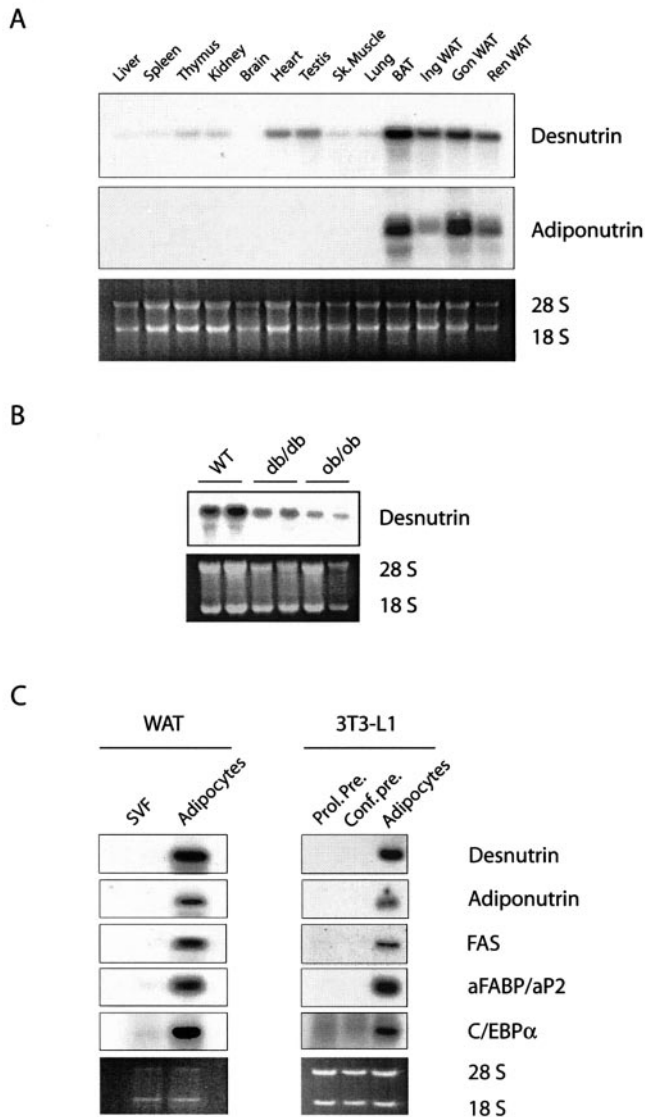 A
Liver Spleen Thymus Kidney Brain Heart Testis Sk.Muscle Lung BAT Ing WAT Gon WAT Ren WAT
Desnutrin
Adiponutrin
28 S
18 S
B
WT db/db ob/ob
Desnutrin
28 S
18 S
C
WAT 3T3-L1
SVF Adipocytes Prol.Pre. Conf.pre. Adipocytes
Desnutrin
Adiponutrin
FAS
aFABP/aP2
C/EBPα
28 S
18 S